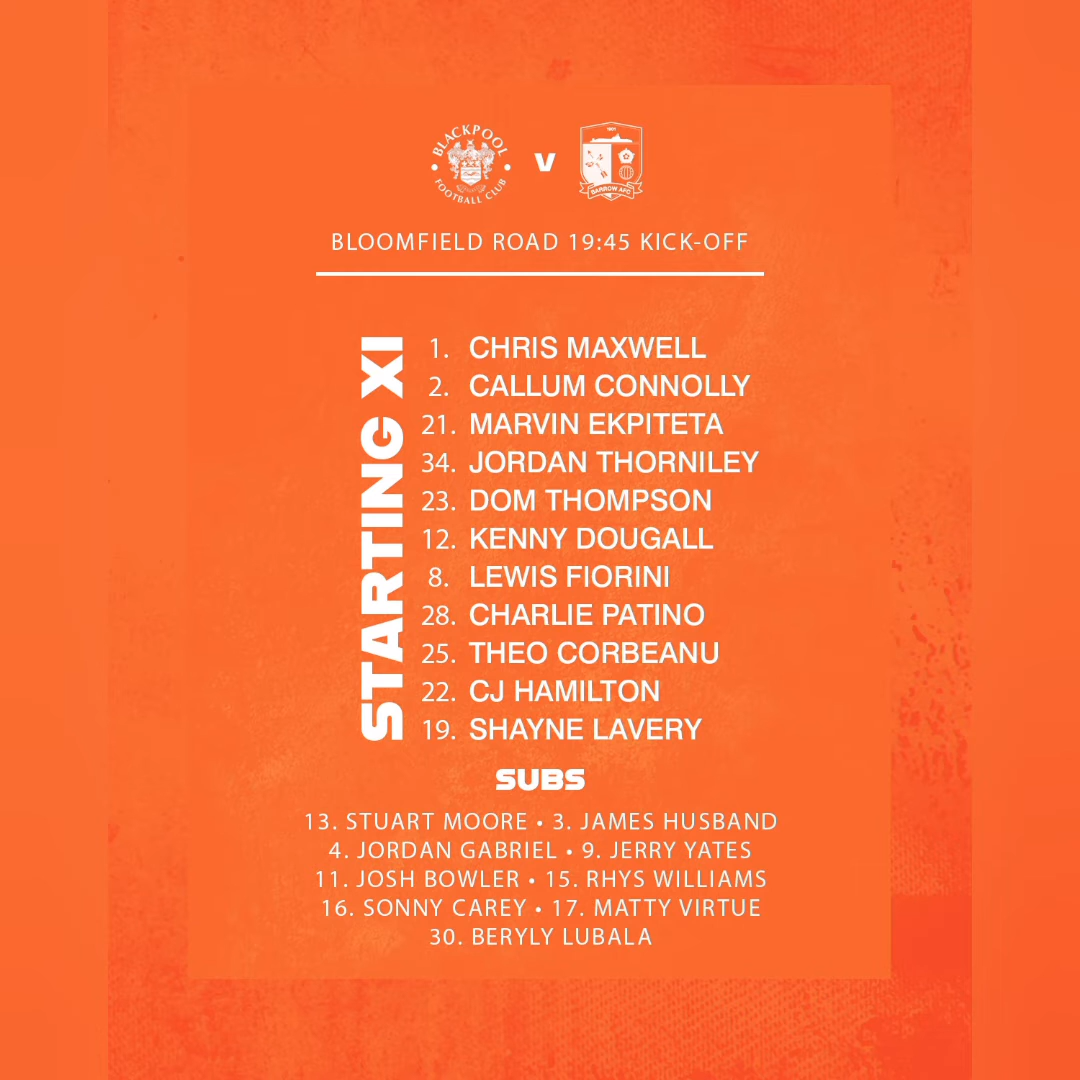 BLACKPOOL
FOOTBALL CLUB
V
BARROW AFC
BLOOMFIELD ROAD 19:45 KICK-OFF
STARTING XI
1. CHRIS MAXWELL
2. CALLUM CONNOLLY
21. MARVIN EKPITETA
34. JORDAN THORNILEY
23. DOM THOMPSON
12. KENNY DOUGALL
8. LEWIS FIORINI
28. CHARLIE PATINO
25. THEO CORBEANU
22. CJ HAMILTON
19. SHAYNE LAVERY
SUBS
13. STUART MOORE • 3. JAMES HUSBAND
4. JORDAN GABRIEL • 9. JERRY YATES
11. JOSH BOWLER • 15. RHYS WILLIAMS
16. SONNY CAREY • 17. MATTY VIRTUE
30. BERYLY LUBALA